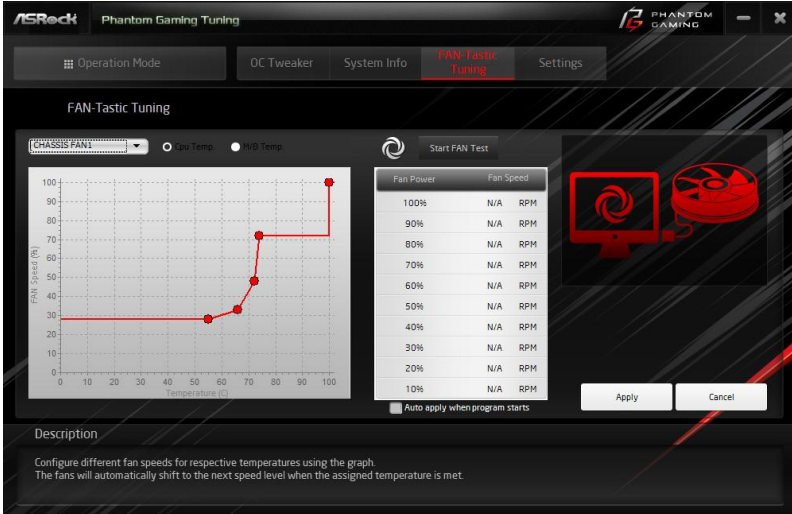 ASRock
Phantom Gaming Tuning
PHANTOM
GAMING
Operation Mode
OC Tweaker
System Info
FAN-Tastic
Tuning
Settings
FAN-Tastic Tuning
CHASSIS FAN1
Cpu Temp.
M/B Temp.
Start FAN Test
100
90
80
70
60
50
40
30
20
10
0
FAN Speed (%)
0 10 20 30 40 50 60 70 80 90 100
Temperature (C)
Fan Power Fan Speed
100% N/A RPM
90% N/A RPM
80% N/A RPM
70% N/A RPM
60% N/A RPM
50% N/A RPM
40% N/A RPM
30% N/A RPM
20% N/A RPM
10% N/A RPM
Auto apply when program starts
Apply
Cancel
Description
Configure different fan speeds for respective temperatures using the graph.
The fans will automatically shift to the next speed level when the assigned temperature is met.